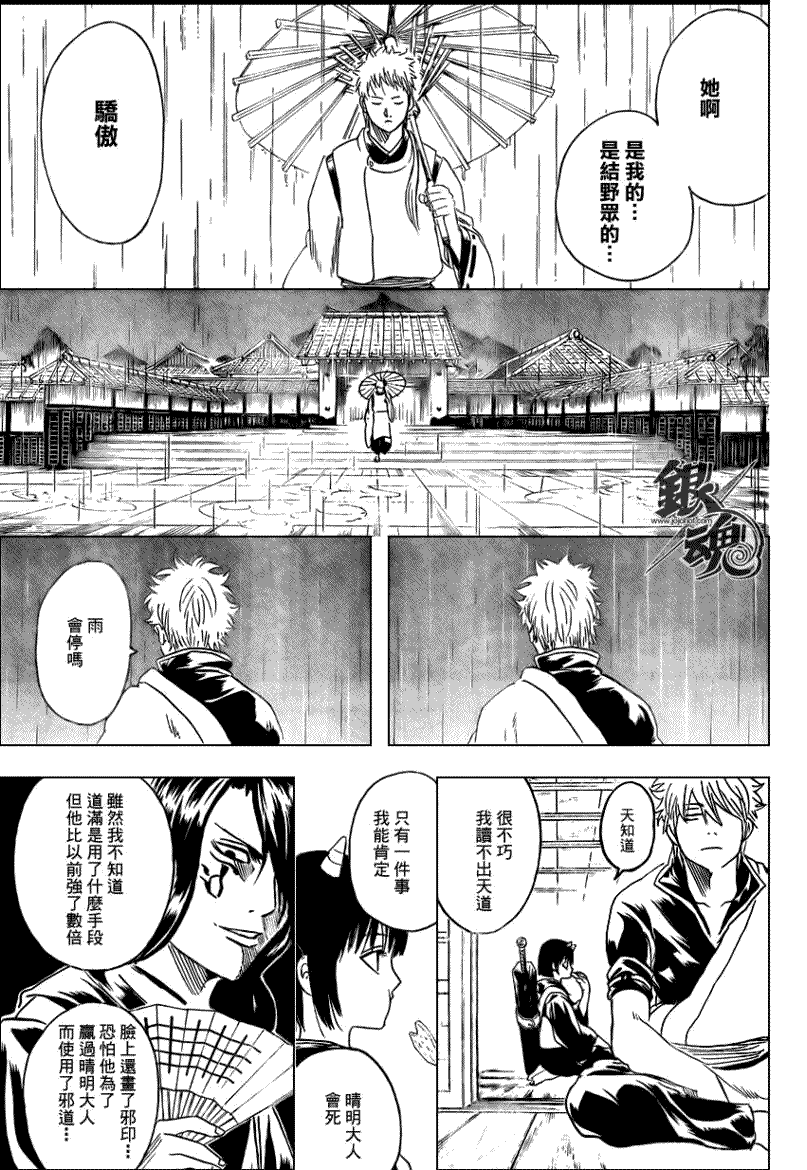 她啊
是我的…
是結野眾的…
驕傲
銀魂
www.jojohot.com
雨
會停嗎
天知道
很不巧
我讀不出天道
只有一件事
我能肯定
晴明大人
會死
雖然我不知道
道滿是用了什麼手段
但他比以前強了數倍
臉上還畫了邪印…
恐怕他為了
贏過晴明大人
而使用了邪道…